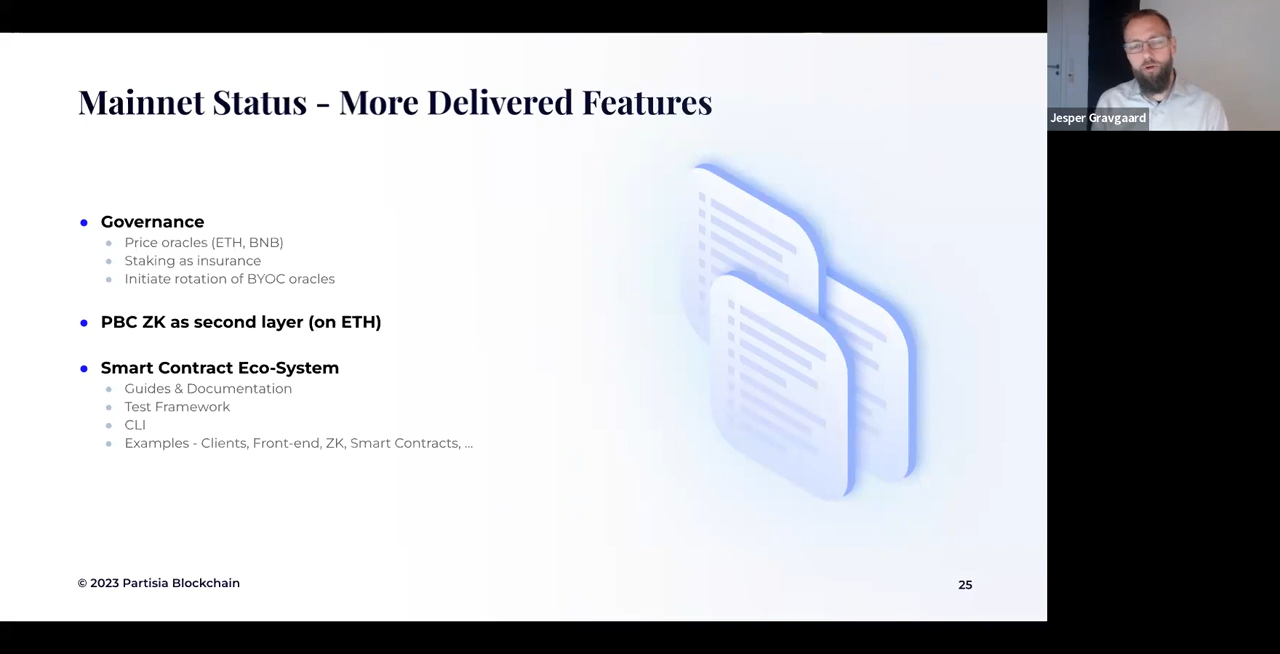 Mainnet Status - More Delivered Features
Jesper Gravgaard
● Governance
● Price oracles (ETH, BNB)
● Staking as insurance
● Initiate rotation of BYOC oracles
● PBC ZK as second layer (on ETH)
● Smart Contract Eco-System
● Guides & Documentation
● Test Framework
● CLI
● Examples - Clients, Front-end, ZK, Smart Contracts, ...
© 2023 Partisia Blockchain
25